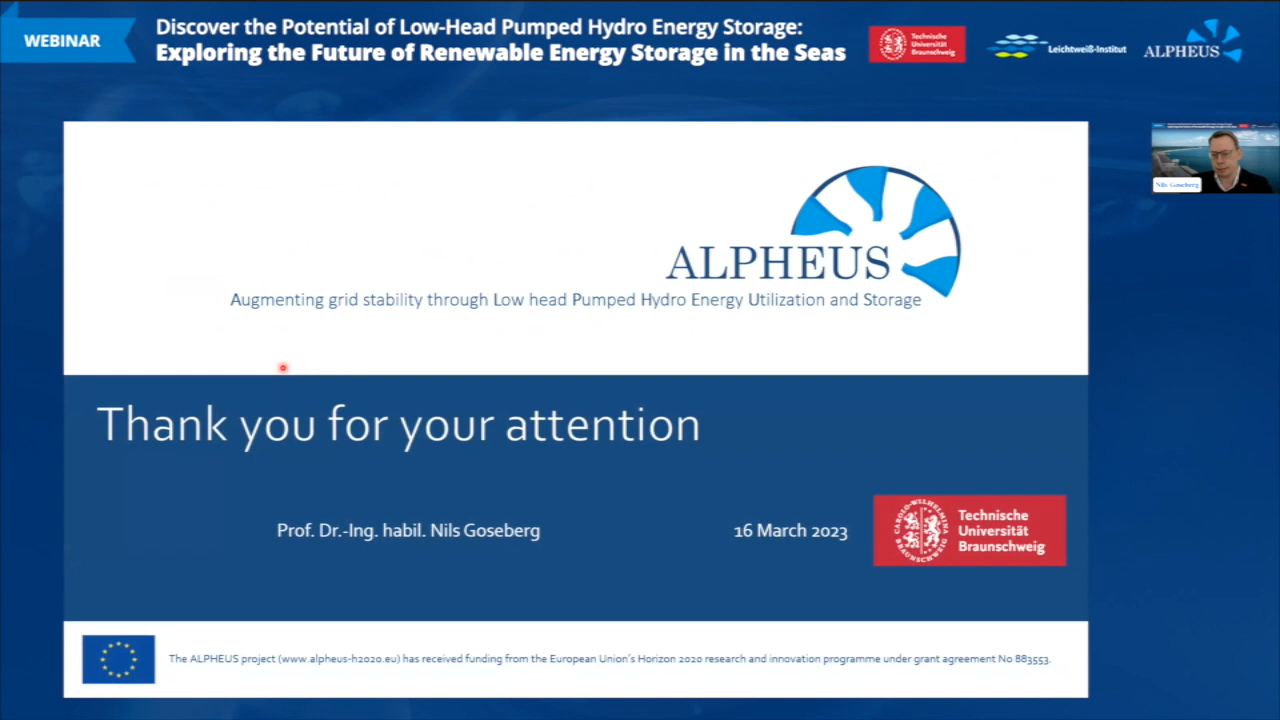 WEBINAR
Discover the Potential of Low-Head Pumped Hydro Energy Storage:
Exploring the Future of Renewable Energy Storage in the Seas
Technische
Universität
Braunschweig
Leichtweiß-Institut
ALPHEUS
Nils Goseberg
ALPHEUS
Augmenting grid stability through Low head Pumped Hydro Energy Utilization and Storage
Thank you for your attention
Prof. Dr.-Ing. habil. Nils Goseberg
16 March 2023
CAROLO-WILHELMINA
BRAUNSCHWEIG
Technische
Universität
Braunschweig
The ALPHEUS project (www.alpheus-h2020.eu) has received funding from the European Union's Horizon 2020 research and innovation programme under grant agreement No 883553.